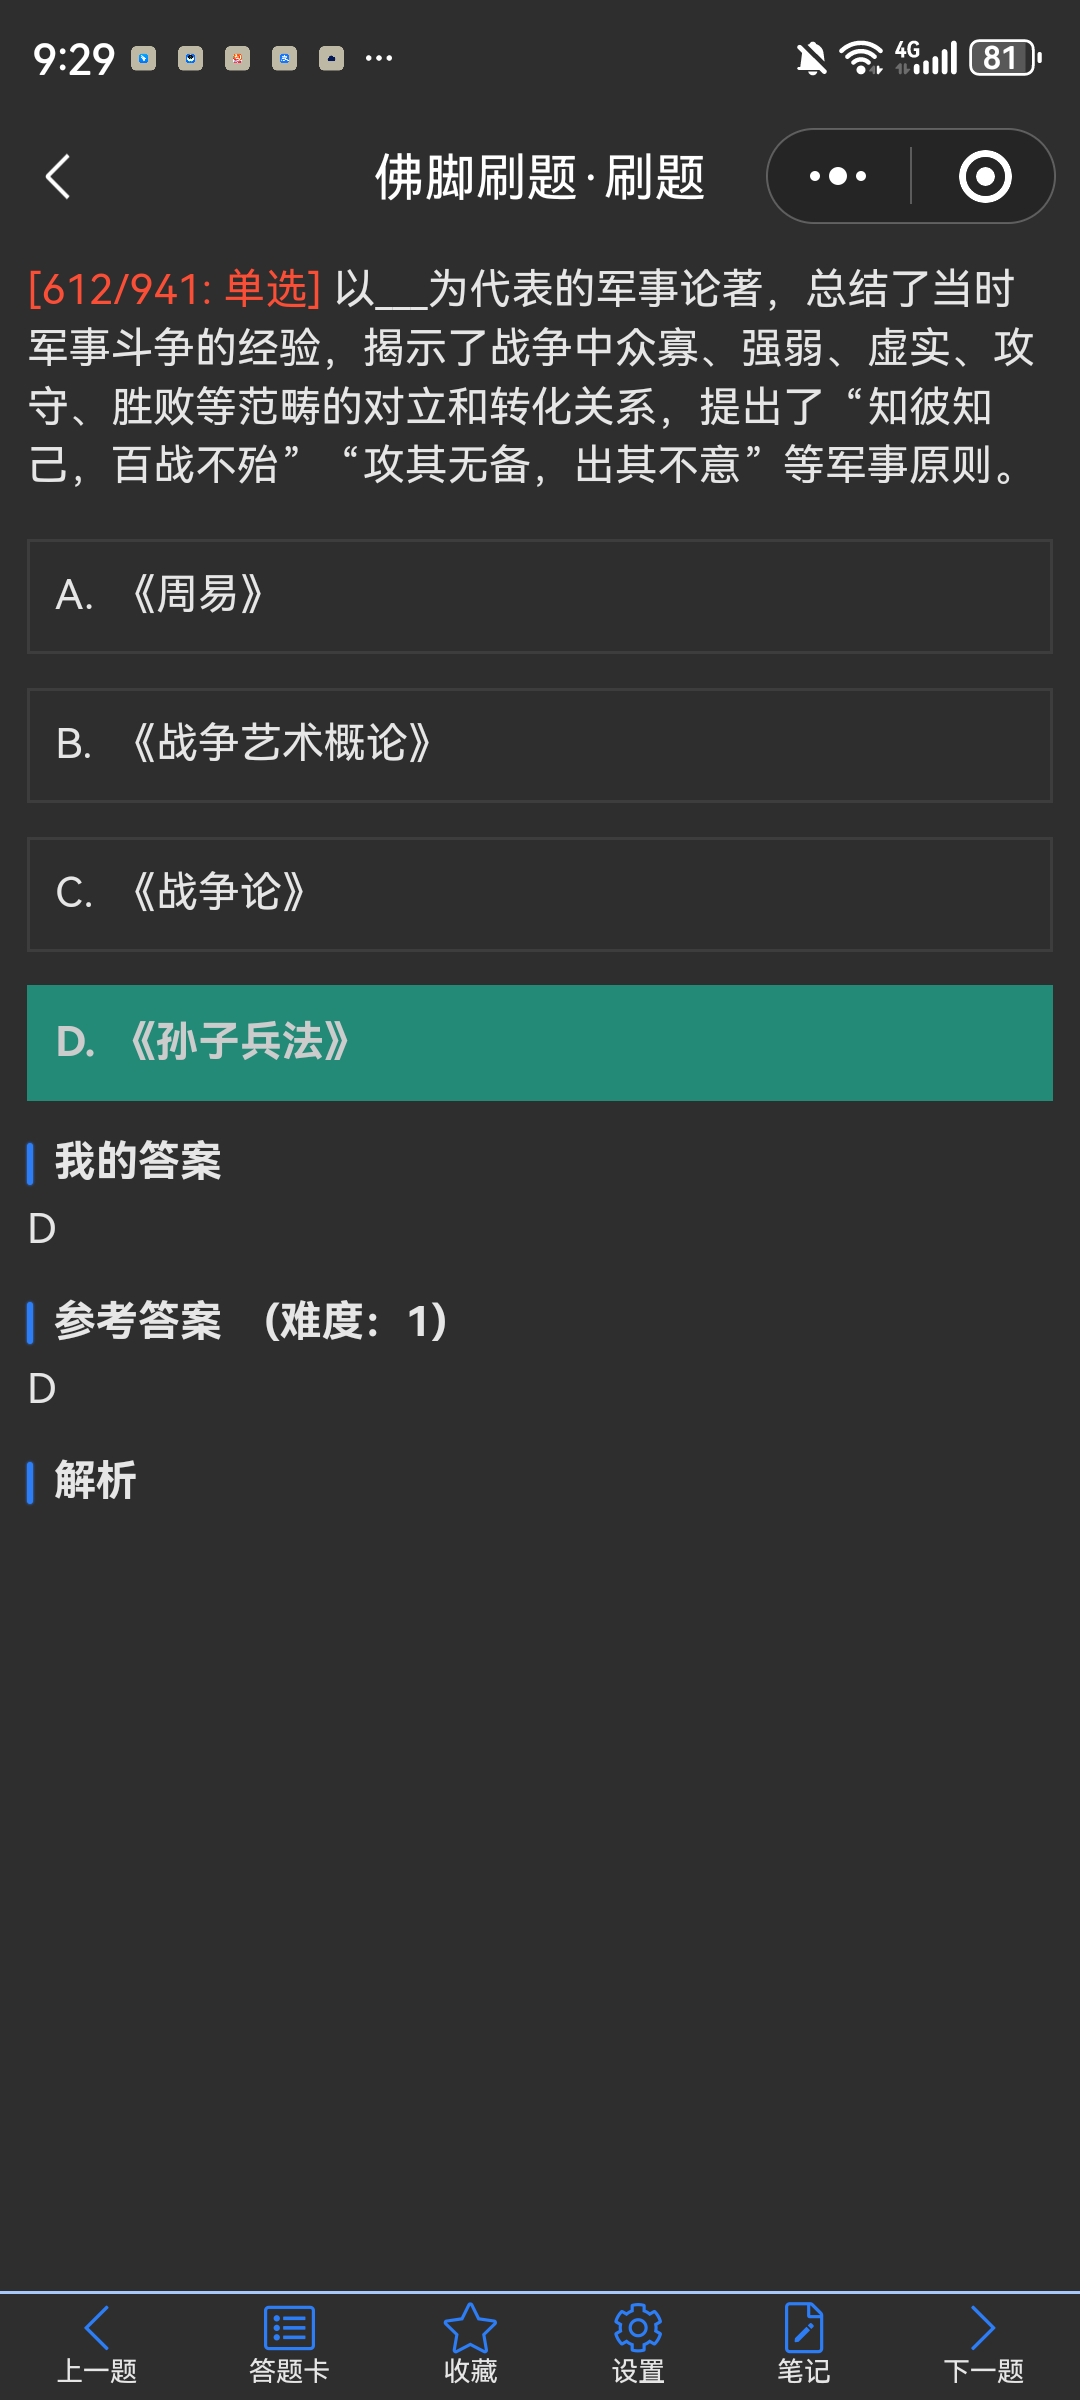 9:29
4G
81
佛脚刷题·刷题
[612/941: 单选] 以___为代表的军事论著，总结了当时
军事斗争的经验，揭示了战争中众寡、强弱、虚实、攻
守、胜败等范畴的对立和转化关系，提出了“知彼知
己，百战不殆”“攻其无备，出其不意”等军事原则。
A. 《周易》
B. 《战争艺术概论》
C. 《战争论》
D. 《孙子兵法》
我的答案
D
参考答案 （难度：1）
D
解析
上一题
答题卡
收藏
设置
笔记
下一题